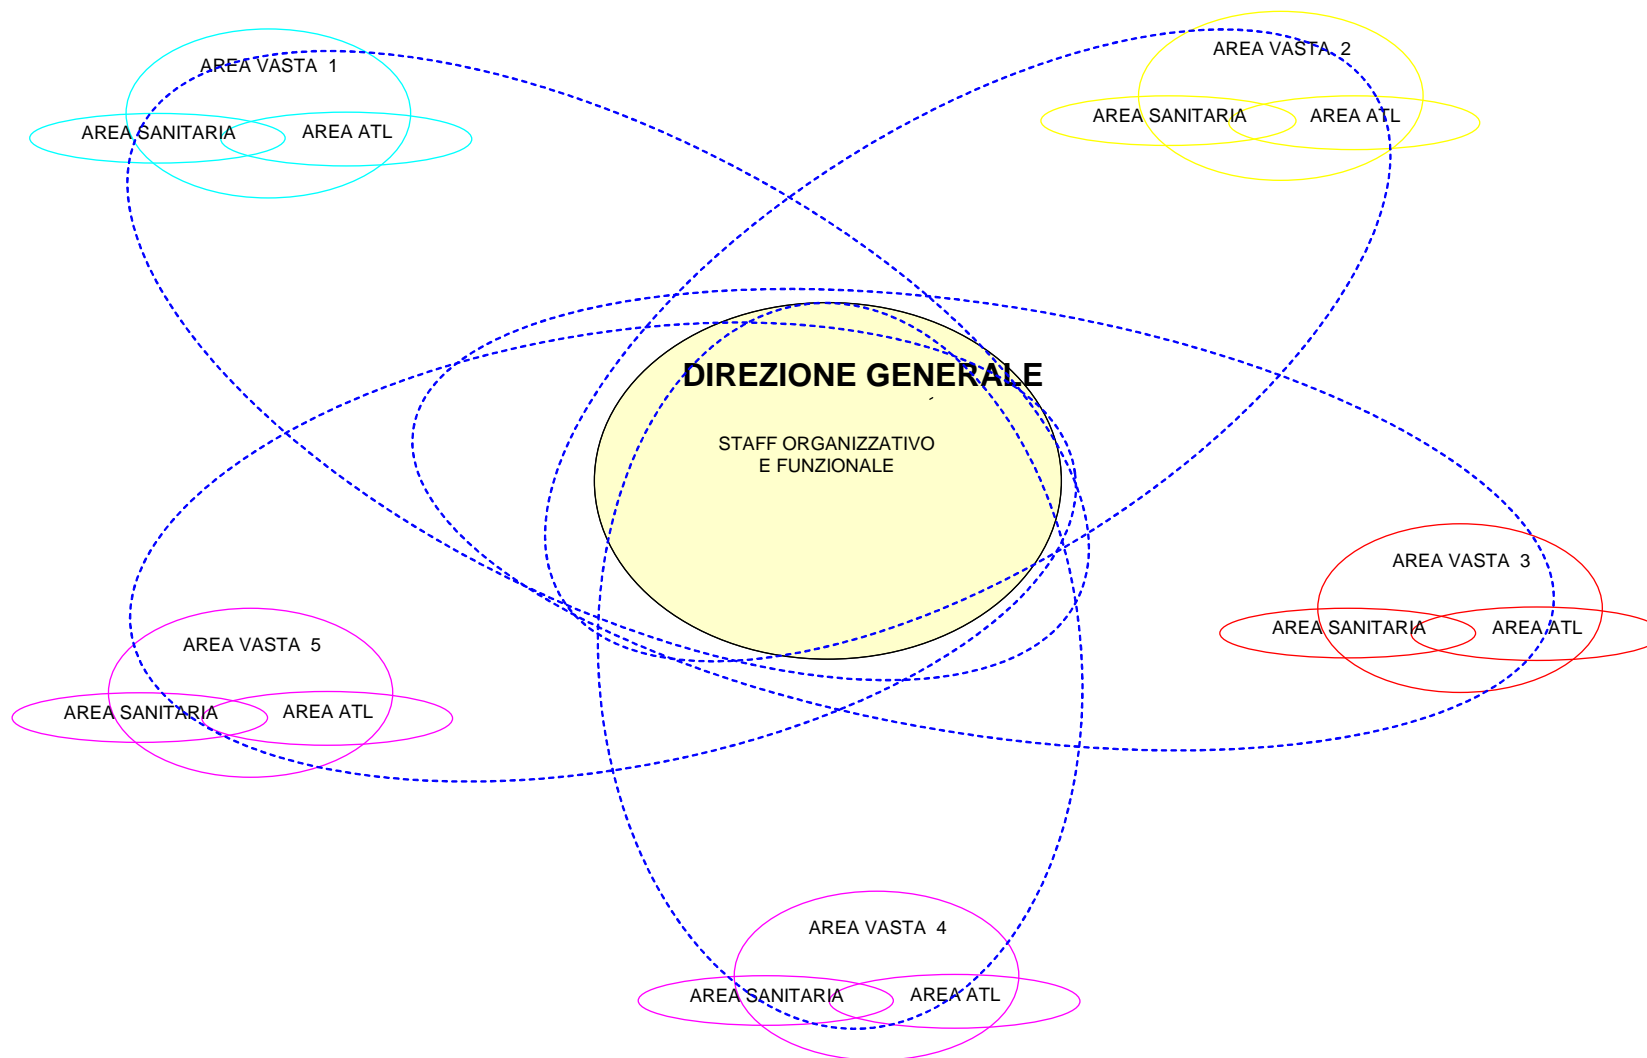 AREA VASTA  1
AREA SANITARIA
AREA ATL
AREA VASTA  2
AREA SANITARIA
AREA ATL
DIREZIONE GENERALE
STAFF ORGANIZZATIVO
E FUNZIONALE
AREA VASTA  3
AREA SANITARIA
AREA ATL
AREA VASTA  5
AREA SANITARIA
AREA ATL
AREA VASTA  4
AREA SANITARIA
AREA ATL